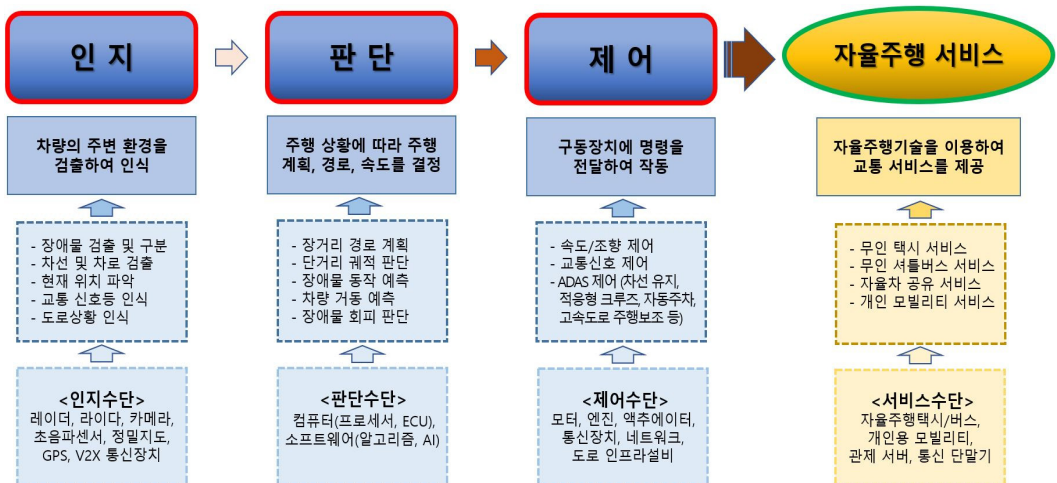 인 지
판 단
제 어
자율주행 서비스
차량의 주변 환경을
검출하여 인식
주행 상황에 따라 주행
계획, 경로, 속도를 결정
구동장치에 명령을
전달하여 작동
자율주행기술을 이용하여
교통 서비스를 제공
- 장애물 검출 및 구분
- 차선 및 차로 검출
- 현재 위치 파악
- 교통 신호등 인식
- 도로상황 인식
- 장거리 경로 계획
- 단거리 궤적 판단
- 장애물 동작 예측
- 차량 거동 예측
- 장애물 회피 판단
- 속도/조향 제어
- 교통신호 제어
- ADAS 제어 (차선 유지,
적응형 크루즈, 자동주차,
고속도로 주행보조 등)
- 무인 택시 서비스
- 무인 셔틀버스 서비스
- 자율차 공유 서비스
- 개인 모빌리티 서비스
<인지수단>
레이더, 라이다, 카메라,
초음파센서, 정밀지도,
GPS, V2X 통신장치
<판단수단>
컴퓨터(프로세서, ECU),
소프트웨어(알고리즘, AI)
<제어수단>
모터, 엔진, 액추에이터,
통신장치, 네트워크,
도로 인프라설비
<서비스수단>
자율주행택시/버스,
개인용 모빌리티,
관제 서버, 통신 단말기